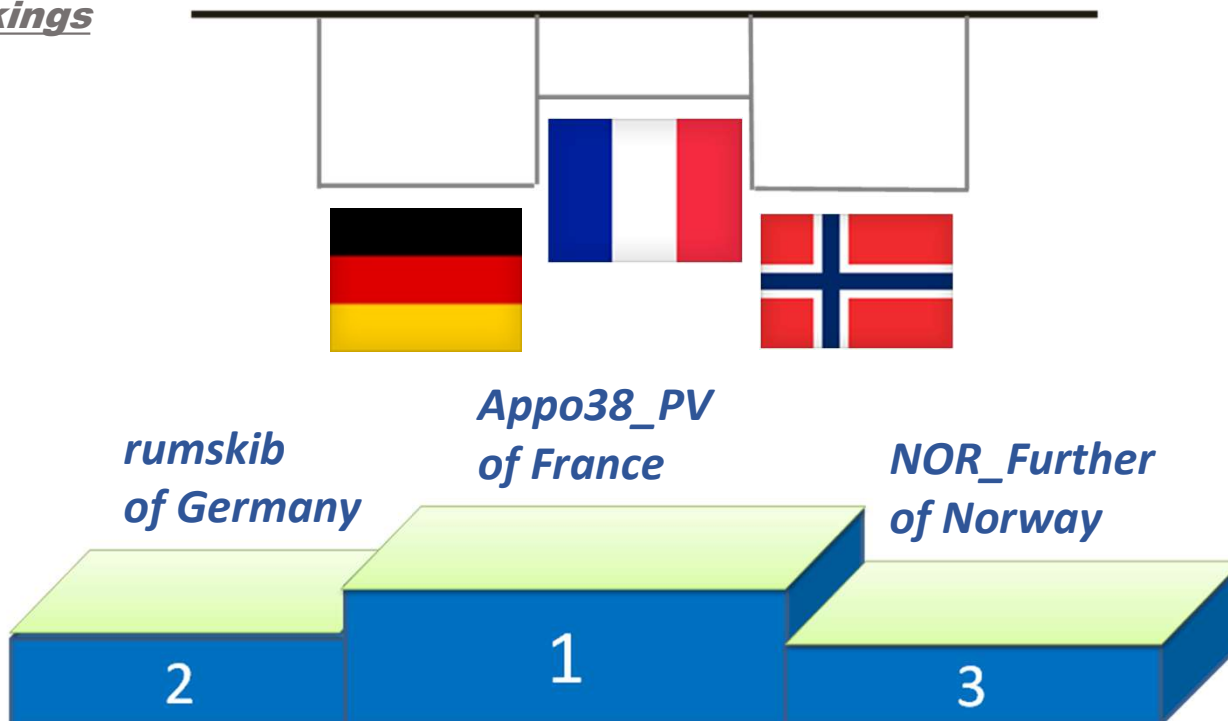 kings
Appo38_PV
of France
rumskib
of Germany
NOR_Further
of Norway
2
1
3